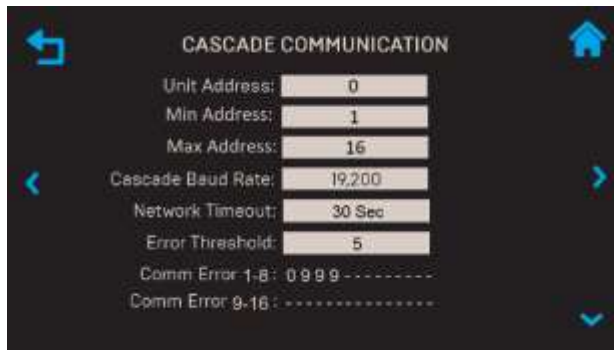 CASCADE COMMUNICATION
Unit Address: 0
Min Address: 1
Max Address: 16
Cascade Baud Rate: 19,200
Network Timeout: 30 Sec
Error Threshold: 5
Comm Error 1-8: 0 9 9 9 - - - - - - - - -
Comm Error 9-16: - - - - - - - - - - - - - - -